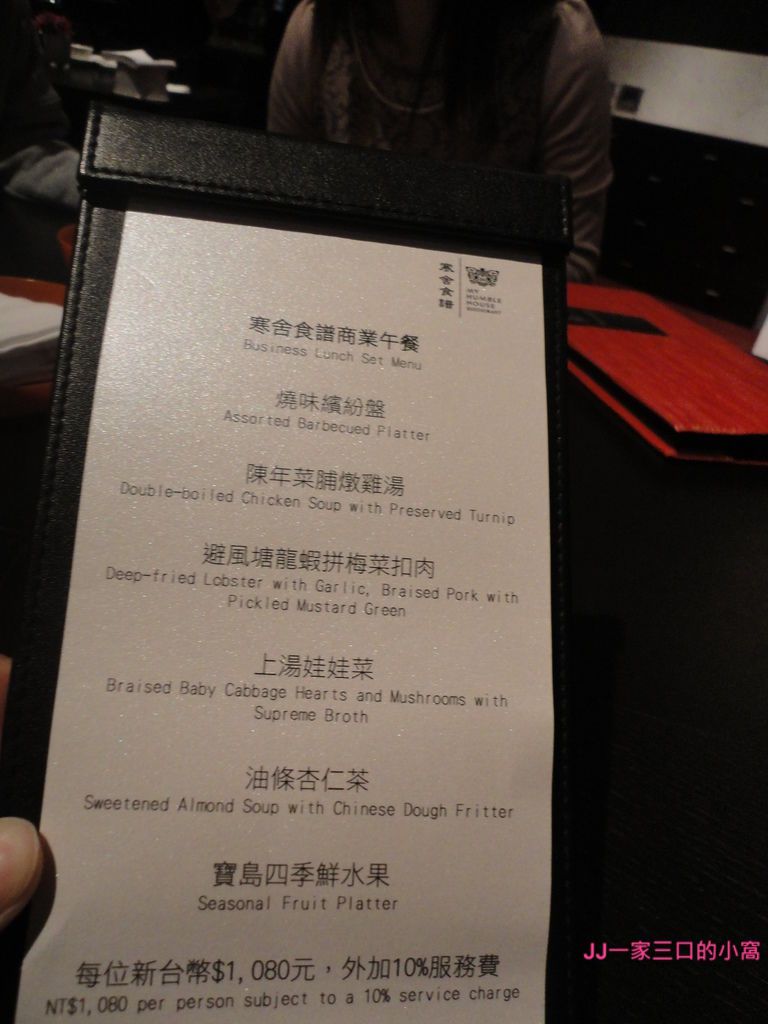 寒舍食譜
MY
HUMBLE
HOUSE
RESTAURANT
寒舍食譜商業午餐
Business Lunch Set Menu
燒味繽紛盤
Assorted Barbecued Platter
陳年菜脯燉雞湯
Double-boiled Chicken Soup with Preserved Turnip
避風塘龍蝦拼梅菜扣肉
Deep-fried Lobster with Garlic, Braised Pork with
Pickled Mustard Green
上湯娃娃菜
Braised Baby Cabbage Hearts and Mushrooms with
Supreme Broth
油條杏仁茶
Sweetened Almond Soup with Chinese Dough Fritter
寶島四季鮮水果
Seasonal Fruit Platter
每位新台幣$1,080元，外加10%服務費
NT$1,080 per person subject to a 10% service charge
JJ一家三口的小窩